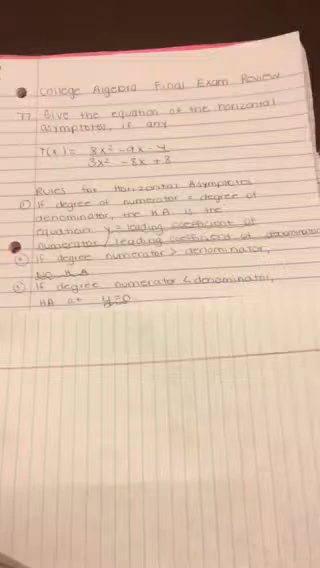 College Algebra Final Exam Review
77. Give the equation of the horizontal
asymptotes, if any
f(x) = 8x² - 9x - 4
3x² - 8x + 8
Rules for Horizontal Asymptotes
① If degree of numerator = degree of
denominator, the H.A. is the
equation y = leading coefficient of
numerator / leading coefficient of denominator
② If degree numerator > denominator,
NO H.A.
③ If degree numerator < denominator,
HA at y=0